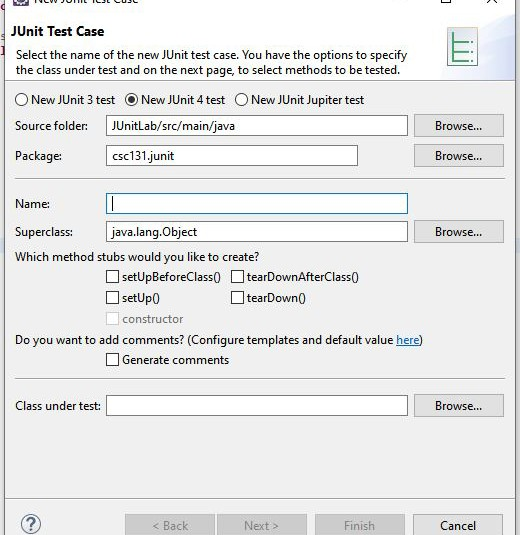 New JUnit Test Case
JUnit Test Case
Select the name of the new JUnit test case. You have the options to specify
the class under test and on the next page, to select methods to be tested.
New JUnit 3 test New JUnit 4 test New JUnit Jupiter test
Source folder: JUnitLab/src/main/java Browse...
Package: csc131.junit Browse...
Name:
Superclass: java.lang.Object Browse...
Which method stubs would you like to create?
setUpBeforeClass() tearDownAfterClass()
setUp() tearDown()
constructor
Do you want to add comments? (Configure templates and default value here)
Generate comments
Class under test: Browse...
? < Back Next > Finish Cancel